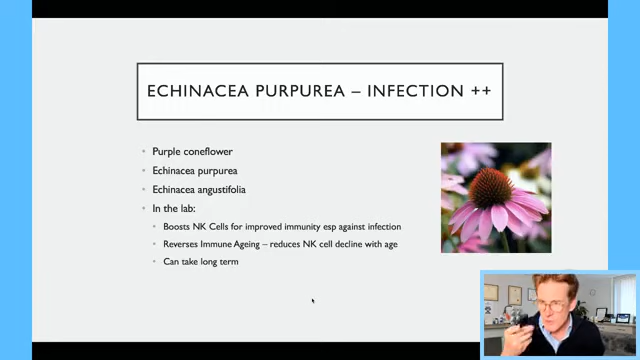 ECHINACEA PURPUREA – INFECTION ++
Purple coneflower
Echinacea purpurea
Echinacea angustifolia
In the lab:
Boosts NK Cells for improved immunity esp against infection
Reverses Immune Ageing – reduces NK cell decline with age
Can take long term